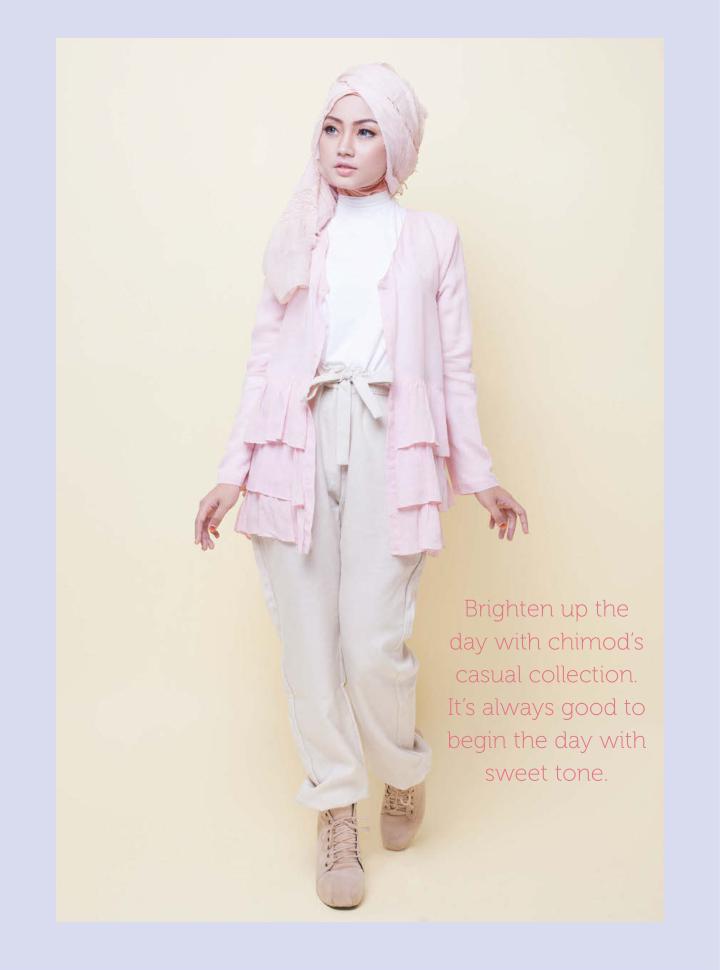 Brighten up the
day with chimod's
casual collection.
It's always good to
begin the day with
sweet tone.